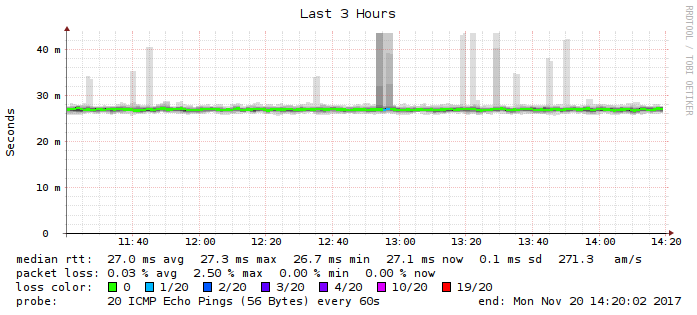 Last 3 Hours
RRDTOOL / TOBI OETIKER
Seconds
40 m
30 m
20 m
10 m
0
11:40 12:00 12:20 12:40 13:00 13:20 13:40 14:00 14:20
median rtt: 27.0 ms avg 27.3 ms max 26.7 ms min 27.1 ms now 0.1 ms sd 271.3 am/s
packet loss: 0.03 % avg 2.50 % max 0.00 % min 0.00 % now
loss color: 0 1/20 2/20 3/20 4/20 10/20 19/20
probe: 20 ICMP Echo Pings (56 Bytes) every 60s end: Mon Nov 20 14:20:02 2017